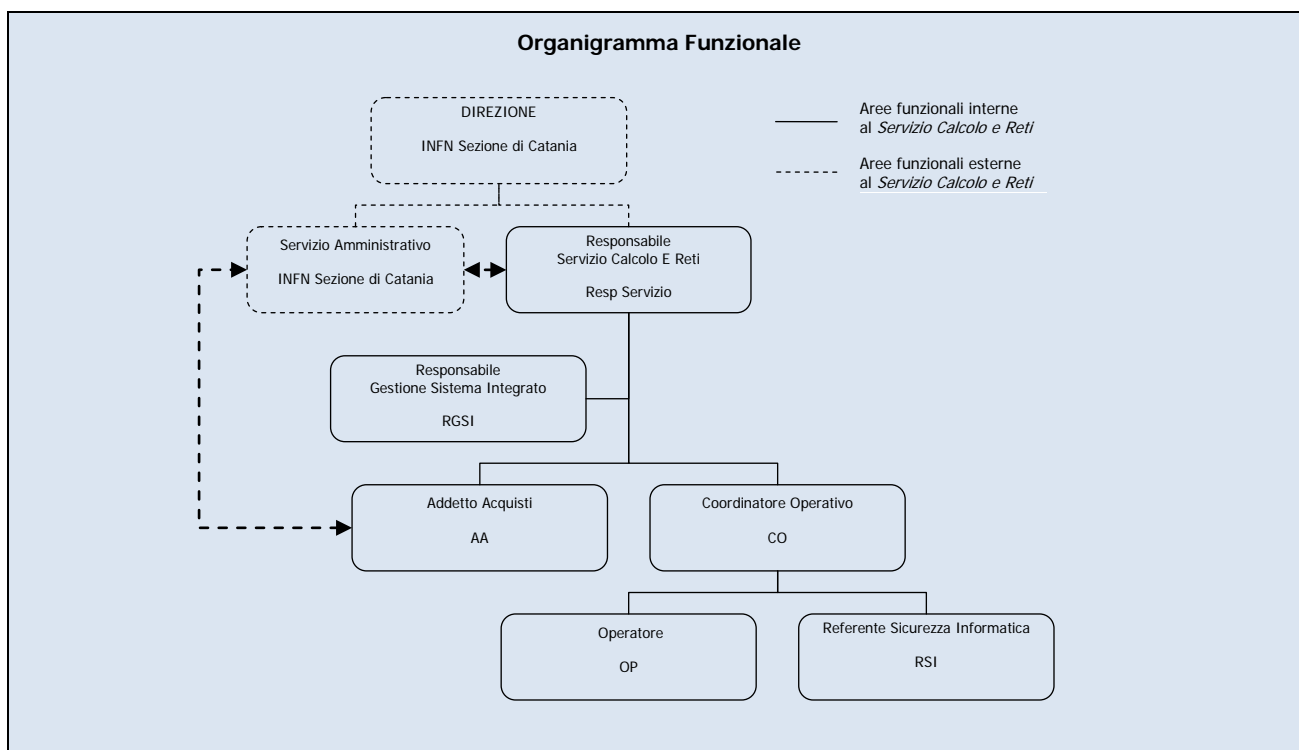 Organigramma Funzionale
DIREZIONE
INFN Sezione di Catania
Aree funzionali interne
al Servizio Calcolo e Reti
Aree funzionali esterne
al Servizio Calcolo e Reti
Servizio Amministrativo
INFN Sezione di Catania
Responsabile
Servizio Calcolo E Reti
Resp Servizio
Responsabile
Gestione Sistema Integrato
RGSI
Addetto Acquisti
AA
Coordinatore Operativo
CO
Operatore
OP
Referente Sicurezza Informatica
RSI